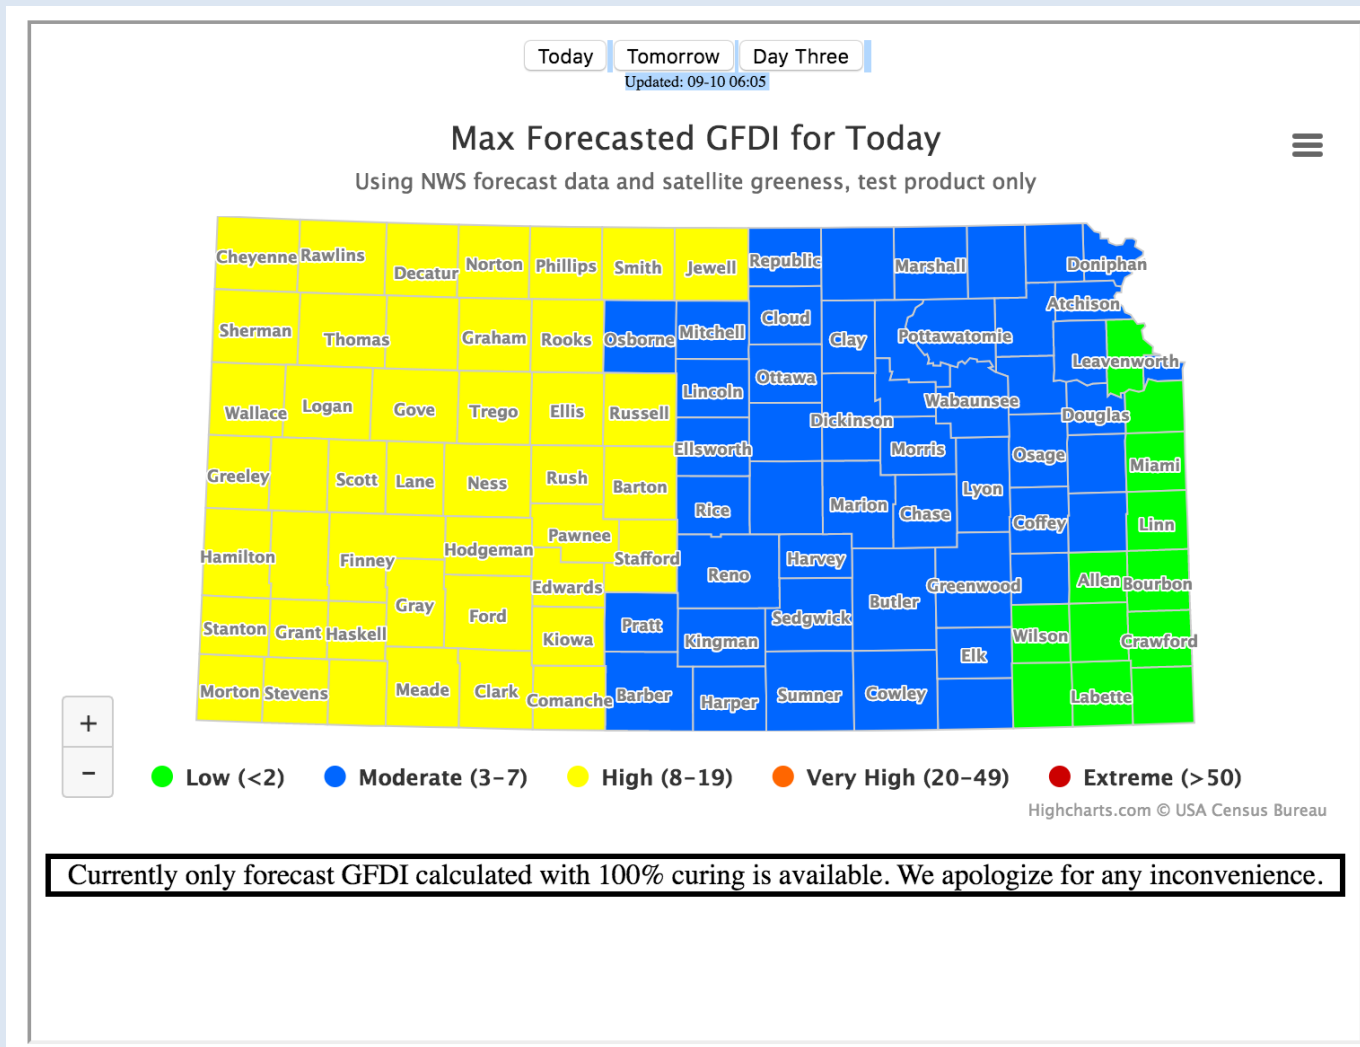 Today Tomorrow Day Three
Updated: 09-10 06:05
Max Forecasted GFDI for Today
Using NWS forecast data and satellite greeness, test product only
Cheyenne Rawlins Decatur Norton Phillips Smith Jewell Republic Marshall Doniphan
Atchison
Sherman Thomas Graham Rooks Osborne Mitchell Cloud Clay Pottawatomie
Leavenworth
Wallace Logan Gove Trego Ellis Russell Lincoln Ottawa Dickinson Wabaunsee Douglas
Greeley Scott Lane Ness Rush Barton Ellsworth Morris Osage Miami
Rice Marion Chase Lyon Coffey Linn
Hamilton Finney Hodgeman Pawnee Stafford Reno Harvey
Edwards Butler Greenwood Allen Bourbon
Stanton Grant Haskell Gray Ford Kiowa Pratt Kingman Sedgwick Elk Wilson Crawford
Morton Stevens Meade Clark Comanche Barber Harper Sumner Cowley Labette
+
−
Low (<2) Moderate (3–7) High (8–19) Very High (20–49) Extreme (>50)
Highcharts.com © USA Census Bureau
Currently only forecast GFDI calculated with 100% curing is available. We apologize for any inconvenience.